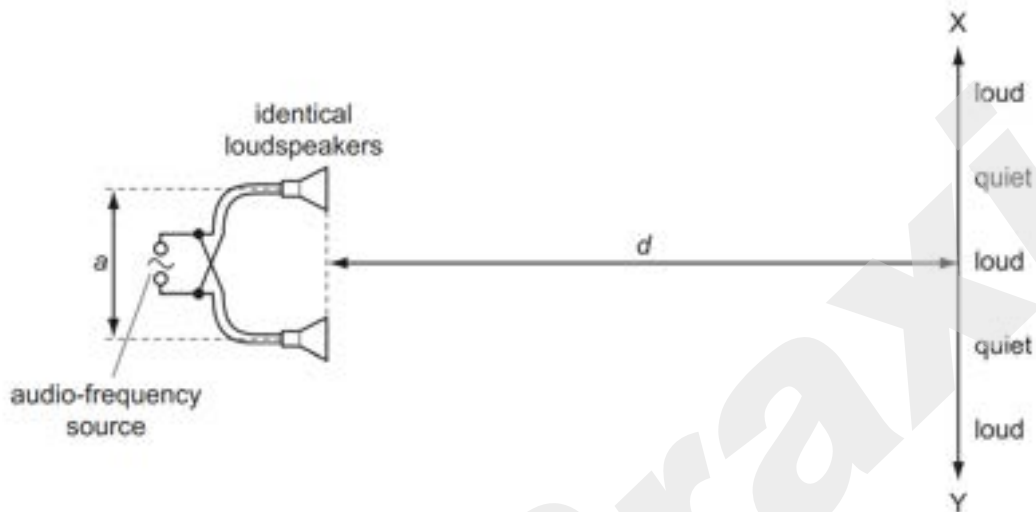 X
loud
identical
loudspeakers
quiet
a
d
loud
quiet
audio-frequency
source
loud
Y